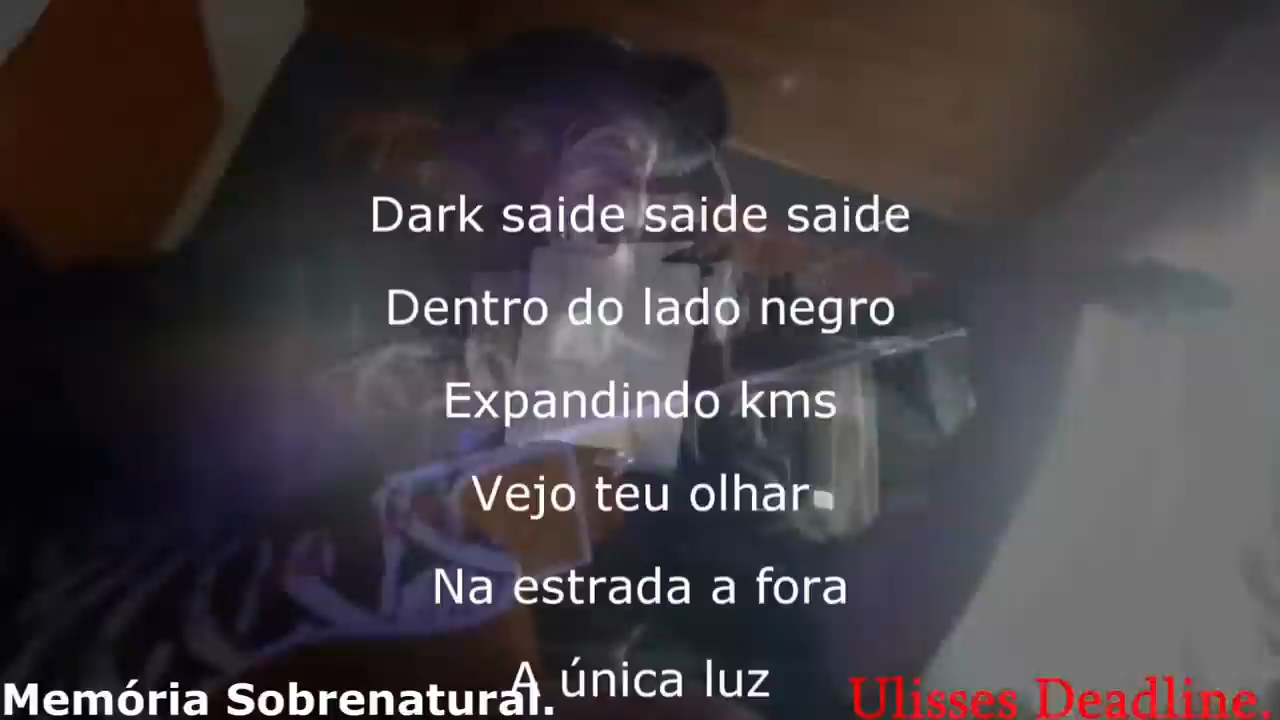 Dark saide saide saide
Dentro do lado negro
Expandindo kms
Vejo teu olhar
Na estrada a fora
A única luz
Memória Sobrenatural.
Ulisses Deadline.